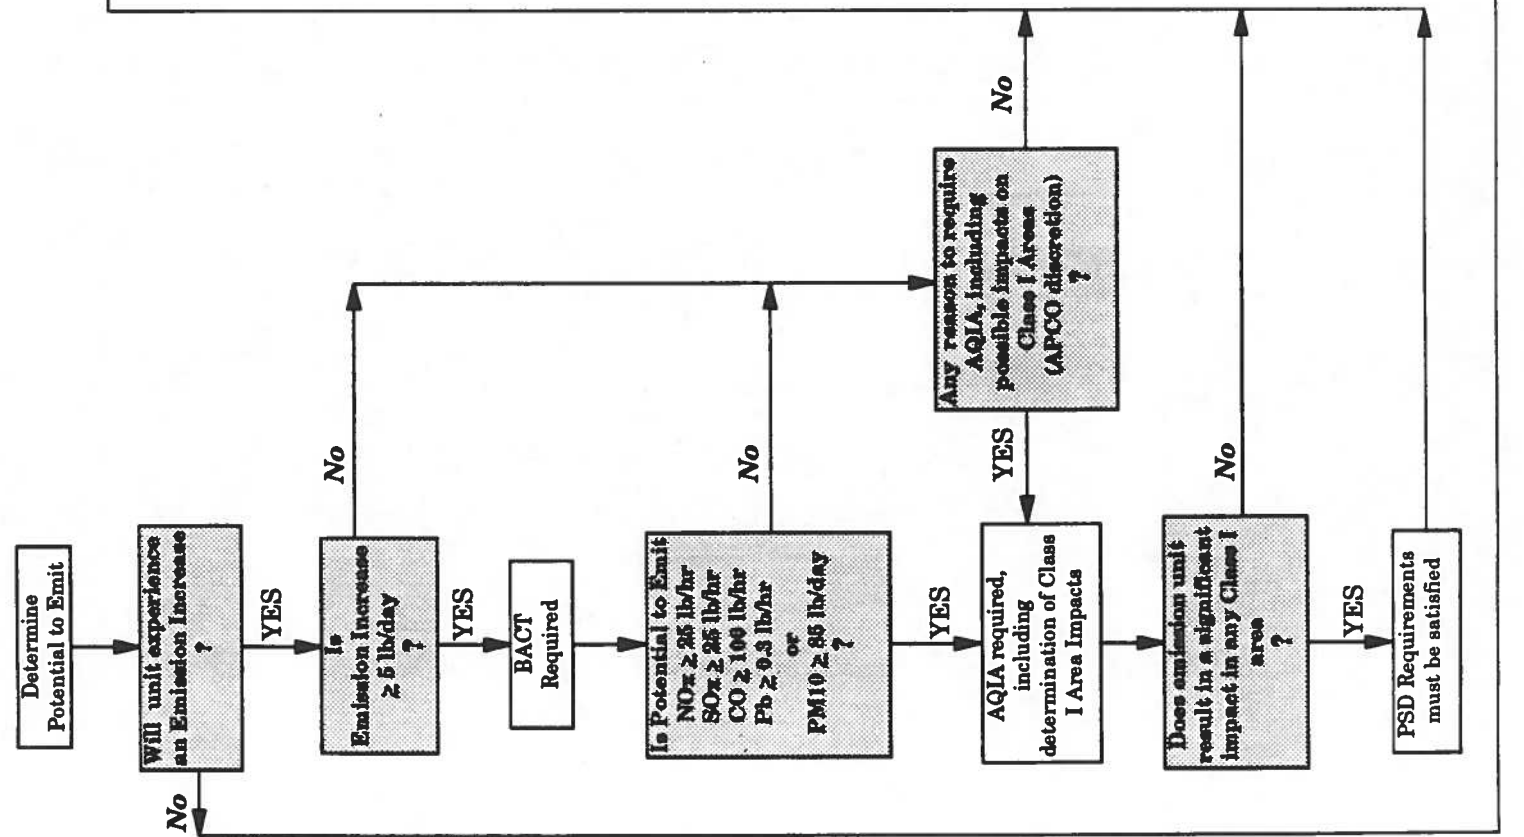 Determine
Potential to Emit
Will unit experience
an Emission Increase
?
No
YES
Is
Emission Increase
≥ 5 lb/day
?
No
YES
BACT
Required
Is Potential to Emit
NOx ≥ 25 lb/hr
SOx ≥ 25 lb/hr
CO ≥ 100 lb/hr
Pb ≥ 0.3 lb/hr
or
PM10 ≥ 85 lb/day
?
No
YES
Any reason to require
AQIA, including
possible impacts on
Class I Areas
(APCO discretion)
?
No
YES
AQIA required,
including
determination of Class
I Area Impacts
Does emission unit
result in a significant
impact in any Class I
area
?
No
YES
PSD Requirements
must be satisfied